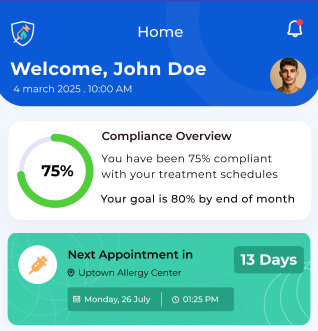 Home
Welcome, John Doe
4 march 2025 . 10:00 AM
Compliance Overview
75%
You have been 75% compliant
with your treatment schedules
Your goal is 80% by end of month
Next Appointment in
13 Days
Uptown Allergy Center
Monday, 26 July
01:25 PM